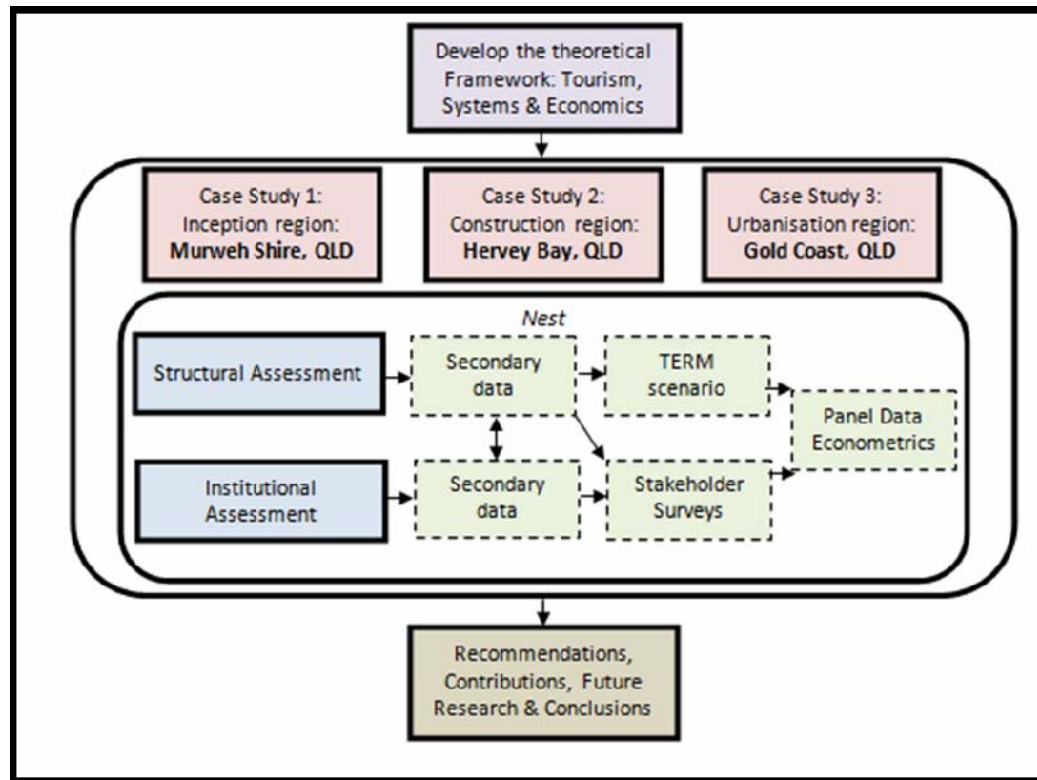 Develop the theoretical
Framework: Tourism,
Systems & Economics
Case Study 1:
Inception region:
Murweh Shire, QLD
Case Study 2:
Construction region:
Hervey Bay, QLD
Case Study 3:
Urbanisation region:
Gold Coast, QLD
Nest
Structural Assessment
Secondary
data
TERM
scenario
Panel Data
Econometrics
Institutional
Assessment
Secondary
data
Stakeholder
Surveys
Recommendations,
Contributions, Future
Research & Conclusions